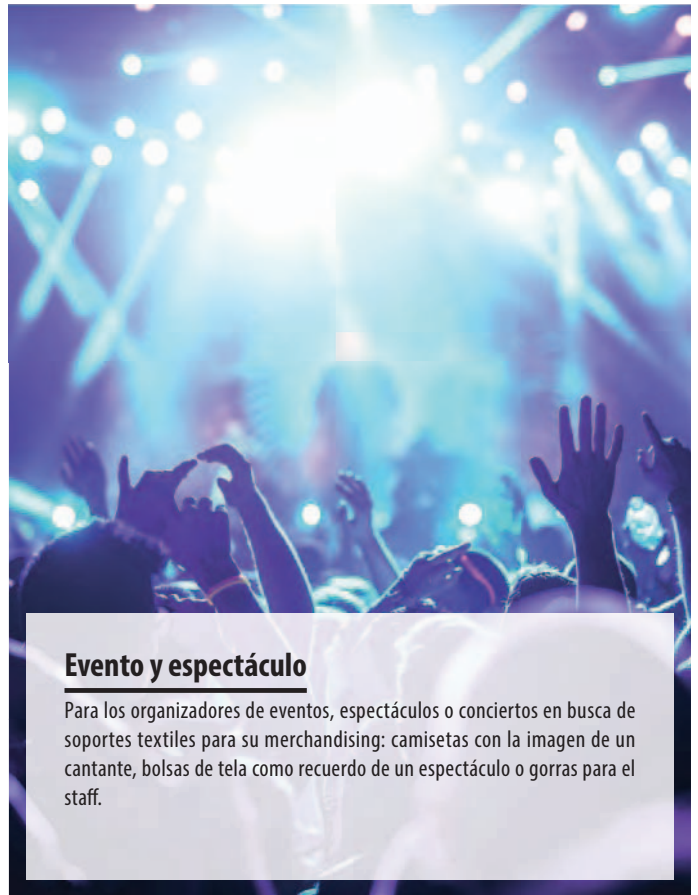 Evento y espectáculo
Para los organizadores de eventos, espectáculos o conciertos en busca de
soportes textiles para su merchandising: camisetas con la imagen de un
cantante, bolsas de tela como recuerdo de un espectáculo o gorras para el
staff.